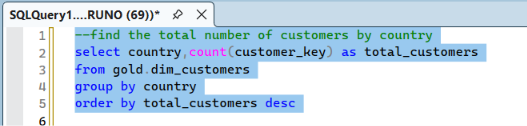 SQLQuery1....RUNO (69))*
1 --find the total number of customers by country
2 select country,count(customer_key) as total_customers
3 from gold.dim_customers
4 group by country
5 order by total_customers desc
6